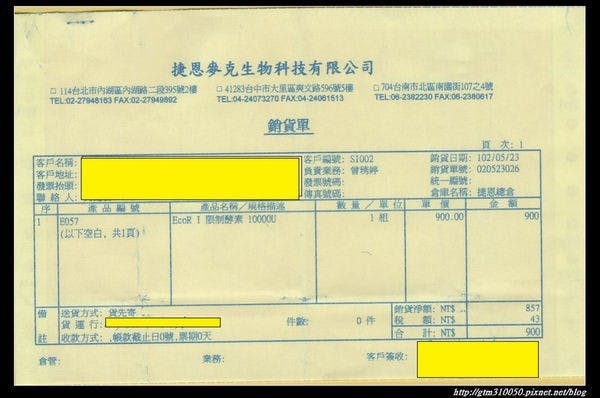 捷恩麥克生物科技有限公司
□ 114台北市內湖區內湖路二段395號2樓 □ 41283台中市大里區爽文路596號5樓 □ 704台南市北區南園街107之4號
TEL:02-27948163 FAX:02-27949892 TEL:04-24073270 FAX:04-24061513 TEL:06-2382230 FAX:06-2380617
銷貨單
頁 次: 1
客戶名稱: 客戶編號: S1002 銷貨日期: 102/05/23
客戶地址: 負責業務: 曾琇婷 銷貨單號: 020523026
發票抬頭: 發票號碼: 統一編號:
聯 絡 人: 傳真號碼: 倉庫名稱: 捷恩總倉
序 產 品 編 號 產品名稱／規格描述 數 量 ／ 單 位 單 價 金 額
1 E057 EcoR I 限制酵素 10000U 1 組 900.00 900
(以下空白, 共1頁)
備 送貨方式: 貨先寄 銷貨淨額: NT$ 857
貨 運 行: 件數: 0 件 稅 額: NT$ 43
註 收款方式: ,帳款截止日0號,票期0天 合 計: NT$ 900
倉管: 業務: 客戶簽收:
http://gtm310050.pixnet.net/blog